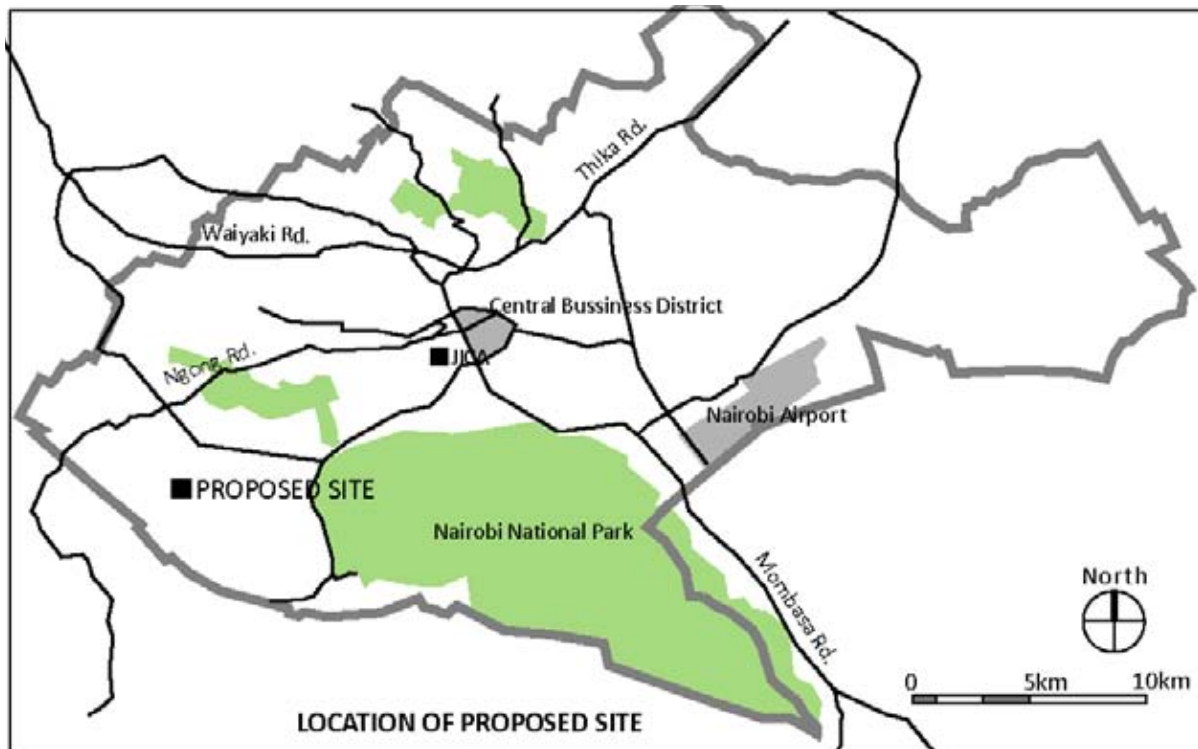 Thika Rd.
Waiyaki Rd.
Central Bussiness District
JICA
Ngong Rd.
Nairobi Airport
PROPOSED SITE
Nairobi National Park
Mombasa Rd.
North
0 5km 10km
LOCATION OF PROPOSED SITE